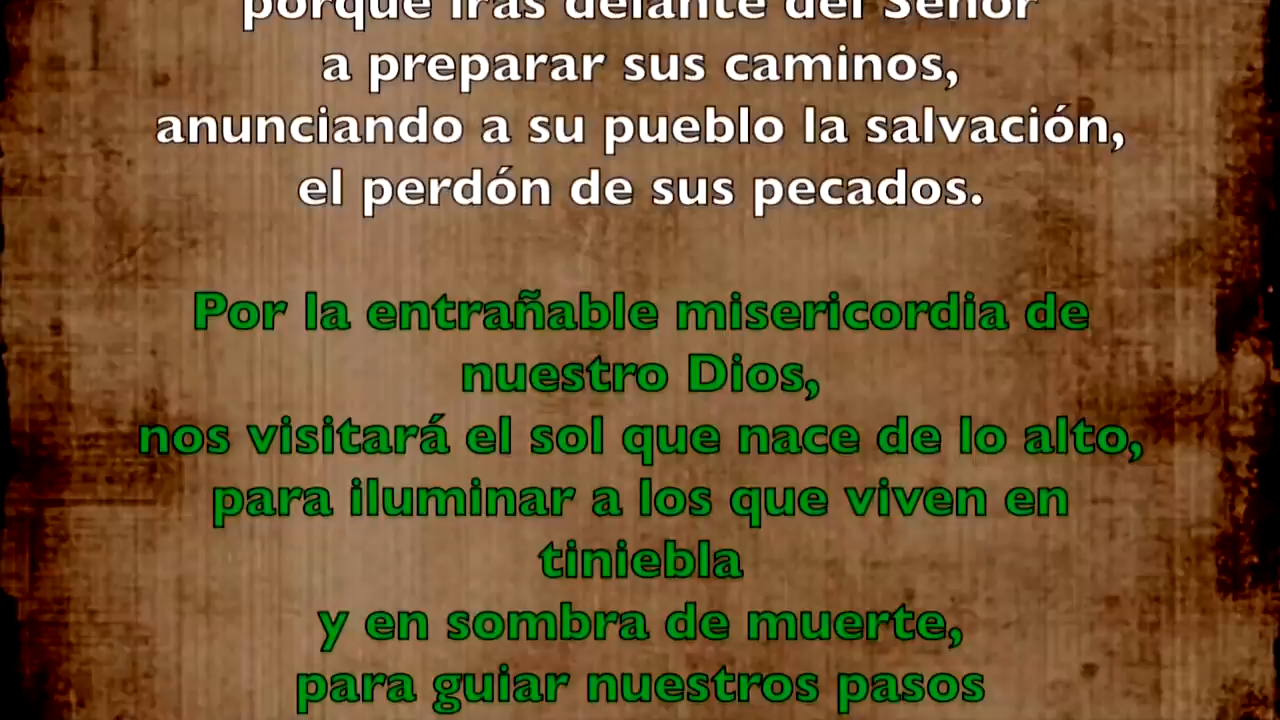 porque irás delante del Señor
a preparar sus caminos,
anunciando a su pueblo la salvación,
el perdón de sus pecados.
Por la entrañable misericordia de
nuestro Dios,
nos visitará el sol que nace de lo alto,
para iluminar a los que viven en
tiniebla
y en sombra de muerte,
para guiar nuestros pasos